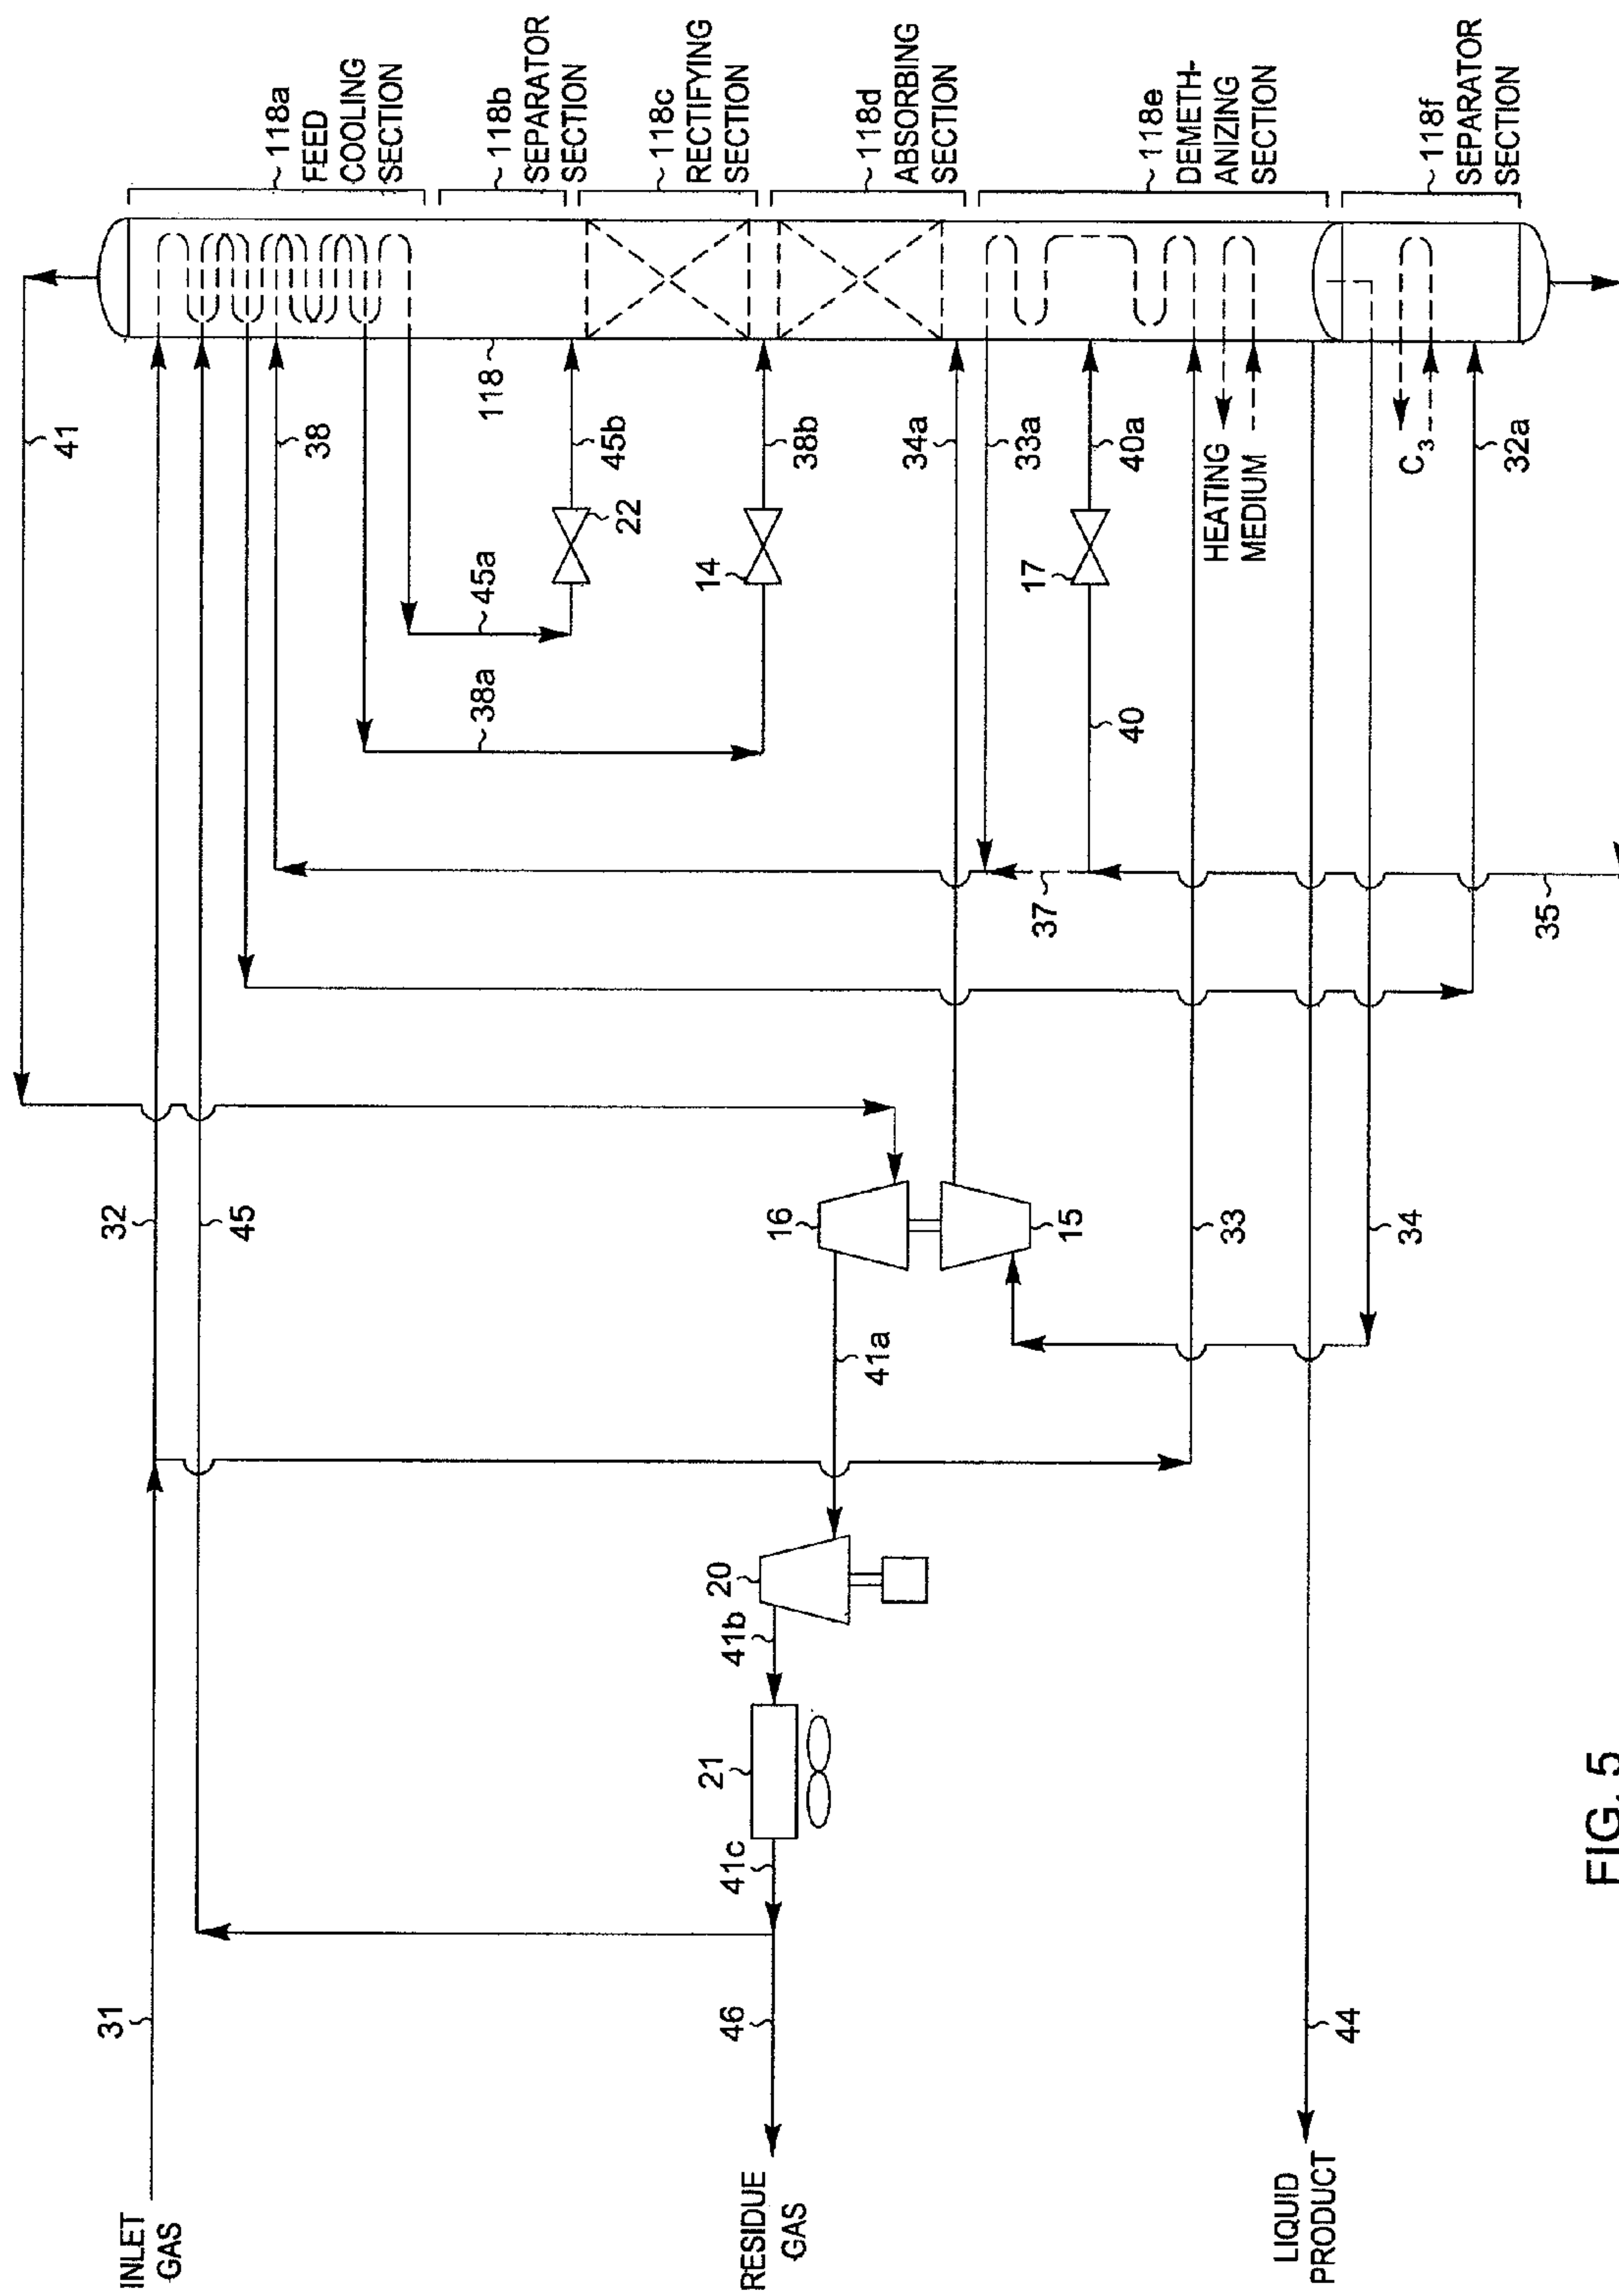 INLET
GAS
31
32
45
41
38
118a
FEED
COOLING
SECTION
118b
SEPARATOR
SECTION
118c
RECTIFYING
SECTION
118d
ABSORBING
SECTION
118e
DEMETH-
ANIZING
SECTION
118f
SEPARATOR
SECTION
118
45a
45b
22
38a
38b
14
34a
33a
40a
17
40
37
35
HEATING
MEDIUM
C3
32a
16
15
33
34
41a
20
41b
21
41c
46
RESIDUE
GAS
44
LIQUID
PRODUCT
FIG. 5